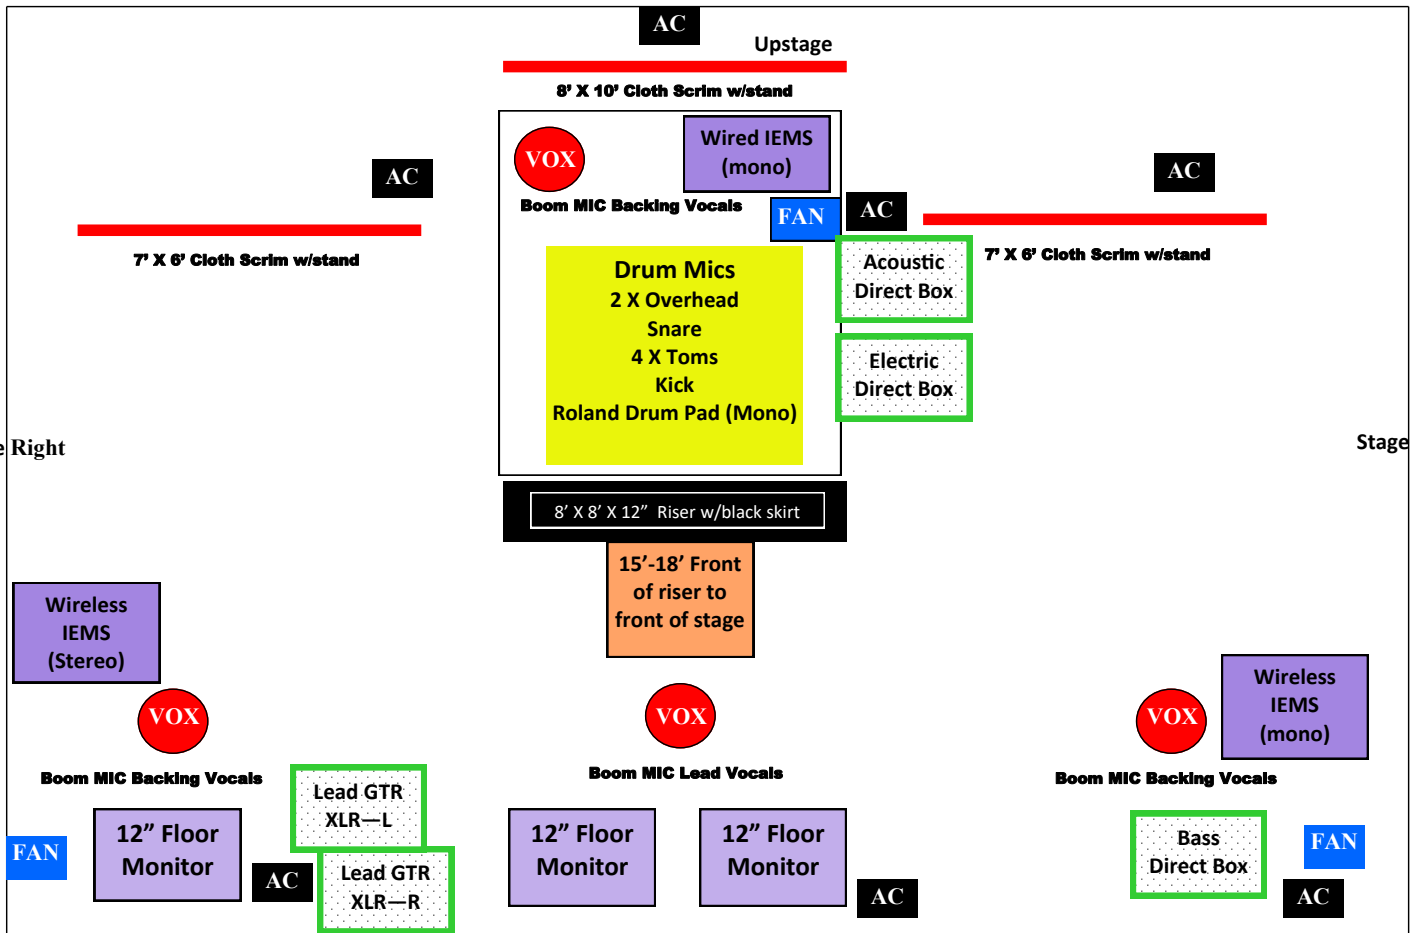 AC
Upstage
8’ X 10’ Cloth Scrim w/stand
VOX
Wired IEMS
(mono)
Boom MIC Backing Vocals
FAN
AC
AC
AC
7’ X 6’ Cloth Scrim w/stand
7’ X 6’ Cloth Scrim w/stand
Drum Mics
2 X Overhead
Snare
4 X Toms
Kick
Roland Drum Pad (Mono)
Acoustic
Direct Box
Electric
Direct Box
e Right
Stage
8’ X 8’ X 12” Riser w/black skirt
15’-18’ Front
of riser to
front of stage
Wireless
IEMS
(Stereo)
VOX
Boom MIC Backing Vocals
VOX
Boom MIC Lead Vocals
VOX
Wireless
IEMS
(mono)
Boom MIC Backing Vocals
FAN
12” Floor
Monitor
AC
Lead GTR
XLR—L
Lead GTR
XLR—R
12” Floor
Monitor
12” Floor
Monitor
AC
Bass
Direct Box
FAN
AC